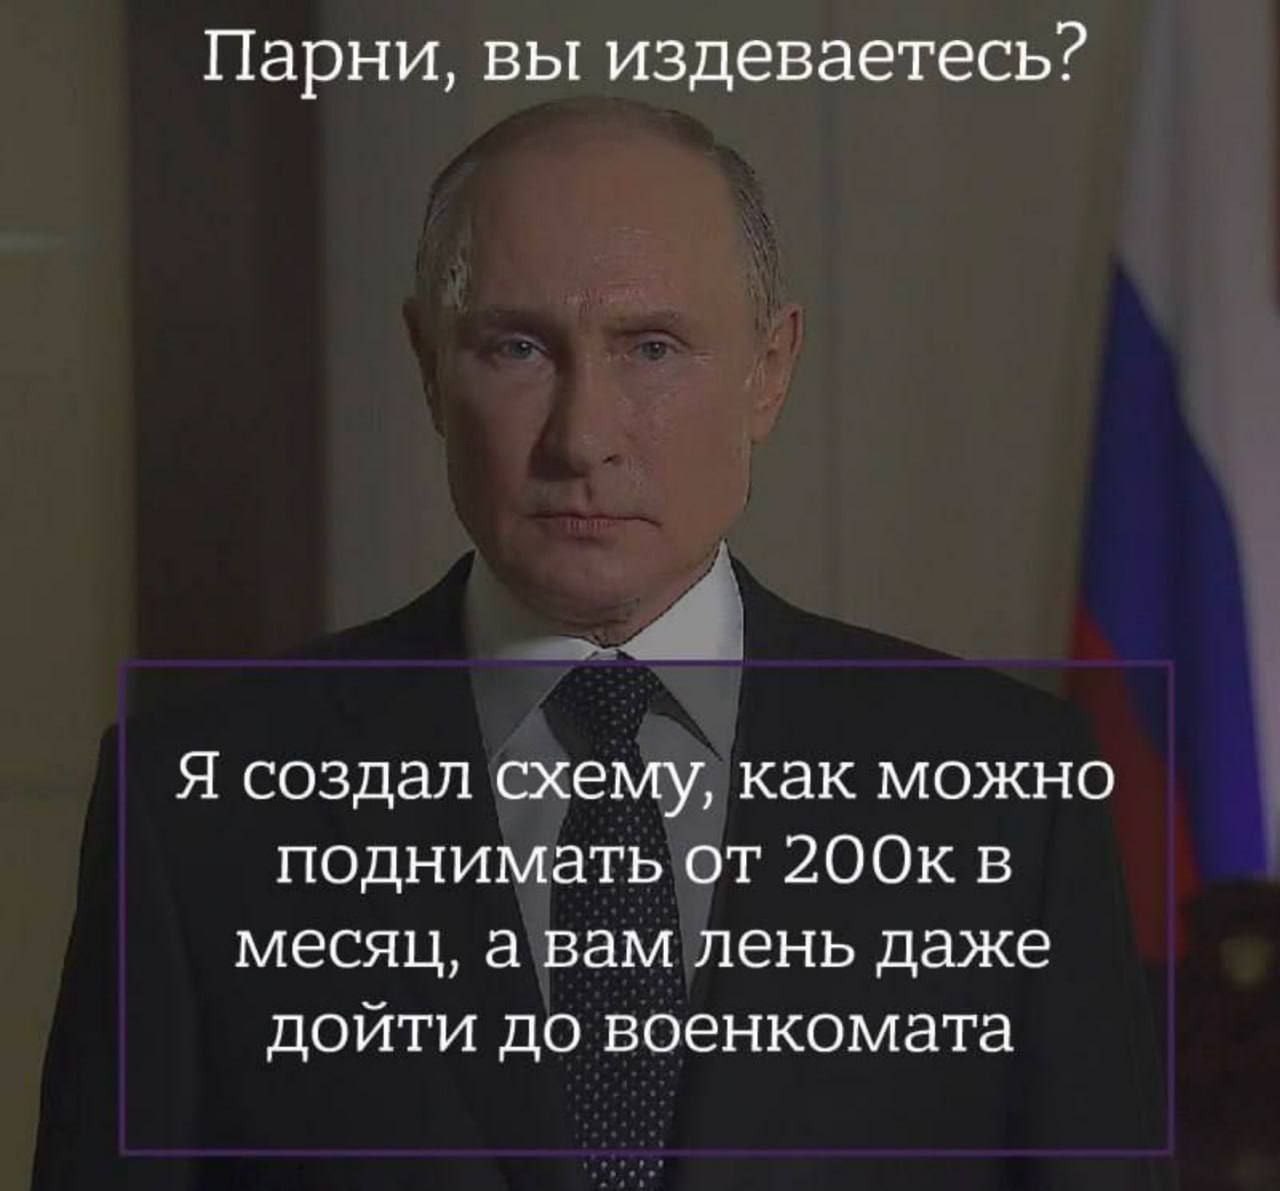 Парни, вы издеваетесь?
Я создал схему, как можно
поднимать от 200к в
месяц, а вам лень даже
дойти до военкомата